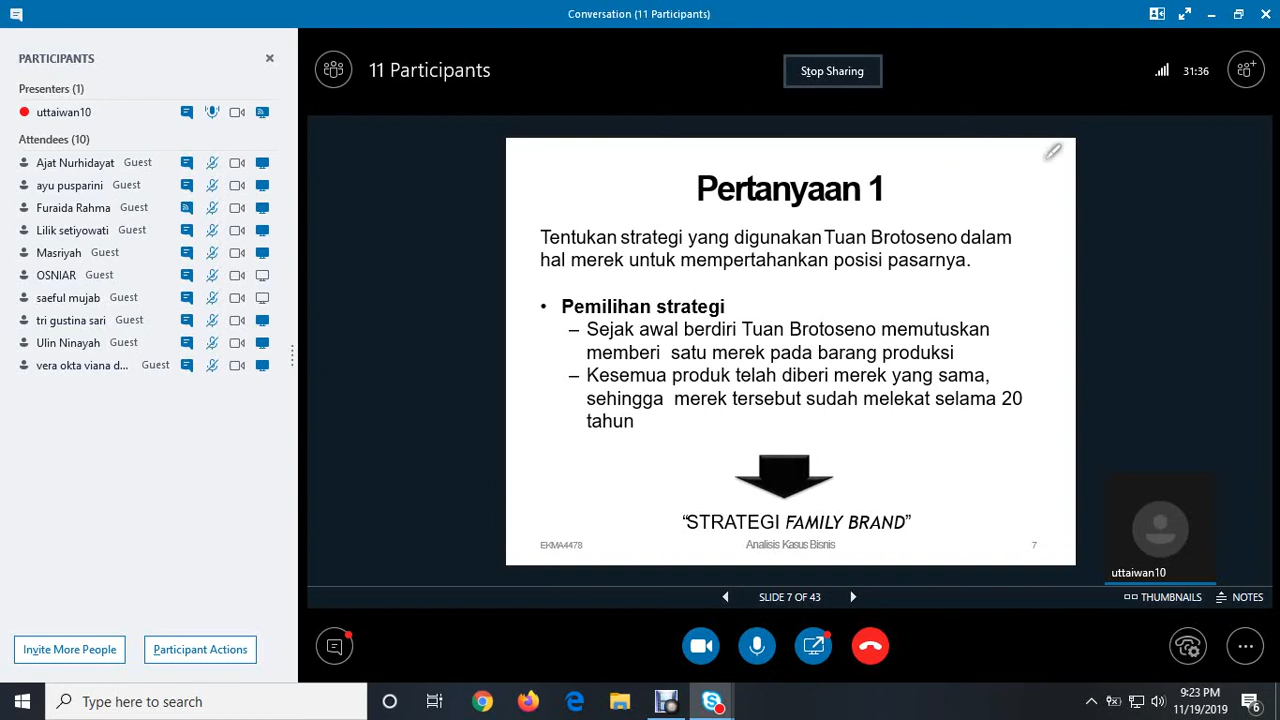 Conversation (11 Participants)
PARTICIPANTS
Presenters (1)
uttaiwan10
Attendees (10)
Ajat Nurhidayat Guest
ayu pusparini Guest
Furaida Rahma Guest
Lilik setiyowati Guest
Masriyah Guest
OSNIAR Guest
saeful mujab Guest
tri gustina sari Guest
Ulin Ninayah Guest
vera okta viana d... Guest
Invite More People
Participant Actions
11 Participants
Stop Sharing
31:36
Pertanyaan 1
Tentukan strategi yang digunakan Tuan Brotoseno dalam
hal merek untuk mempertahankan posisi pasarnya.
• Pemilihan strategi
– Sejak awal berdiri Tuan Brotoseno memutuskan
memberi satu merek pada barang produksi
– Kesemua produk telah diberi merek yang sama,
sehingga merek tersebut sudah melekat selama 20
tahun
“STRATEGI FAMILY BRAND”
EKMA4478
Analisis Kasus Bisnis
7
uttaiwan10
SLIDE 7 OF 43
THUMBNAILS
NOTES
Type here to search
9:23 PM
11/19/2019
6